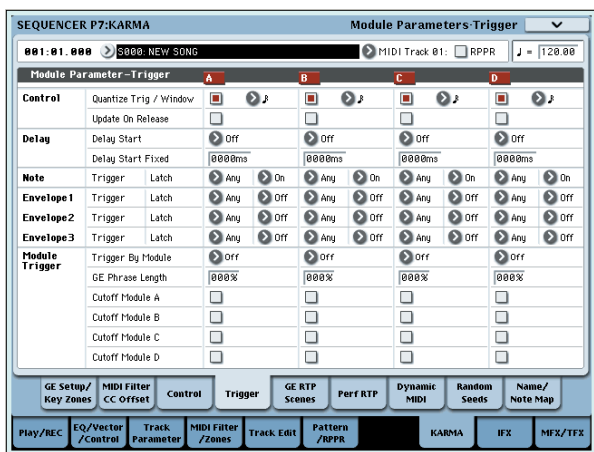 SEQUENCER P7:KARMA Module Parameters-Trigger
001:01.000 S000: NEW SONG MIDI Track 01: RPPR ♩ = 120.00
Module Parameter-Trigger A B C D
Control Quantize Trig / Window ♪ ♪ ♪ ♪
Update On Release
Delay Delay Start Off Off Off Off
Delay Start Fixed 0000ms 0000ms 0000ms 0000ms
Note Trigger Latch Any On Any On Any On Any On
Envelope1 Trigger Latch Any Off Any Off Any Off Any Off
Envelope2 Trigger Latch Any Off Any Off Any Off Any Off
Envelope3 Trigger Latch Any Off Any Off Any Off Any Off
Module Trigger Trigger By Module Off Off Off Off
GE Phrase Length 000% 000% 000% 000%
Cutoff Module A
Cutoff Module B
Cutoff Module C
Cutoff Module D
GE Setup/ Key Zones MIDI Filter CC Offset Control Trigger GE RTP Scenes Perf RTP Dynamic MIDI Random Seeds Name/ Note Map
Play/REC EQ/Vector /Control Track Parameter MIDI Filter /Zones Track Edit Pattern /RPPR KARMA IFX MFX/TFX